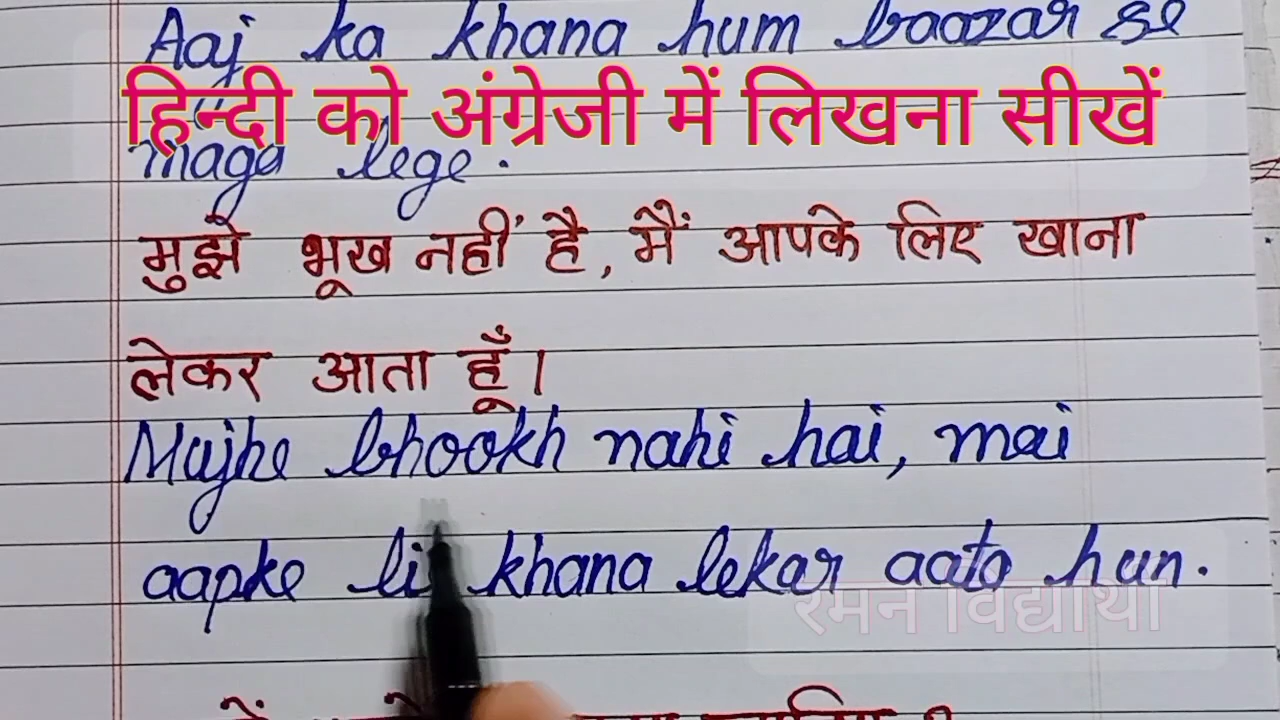 Aaj ka khana hum baazar se
हिन्दी को अंग्रेजी में लिखना सीखें
maga lege.
मुझे भूख नहीं है, मैं आपके लिए खाना
लेकर आता हूँ।
Mujhe bhookh nahi hai, mai
aapke khana lekar aata hun.
रमन विद्यार्थी